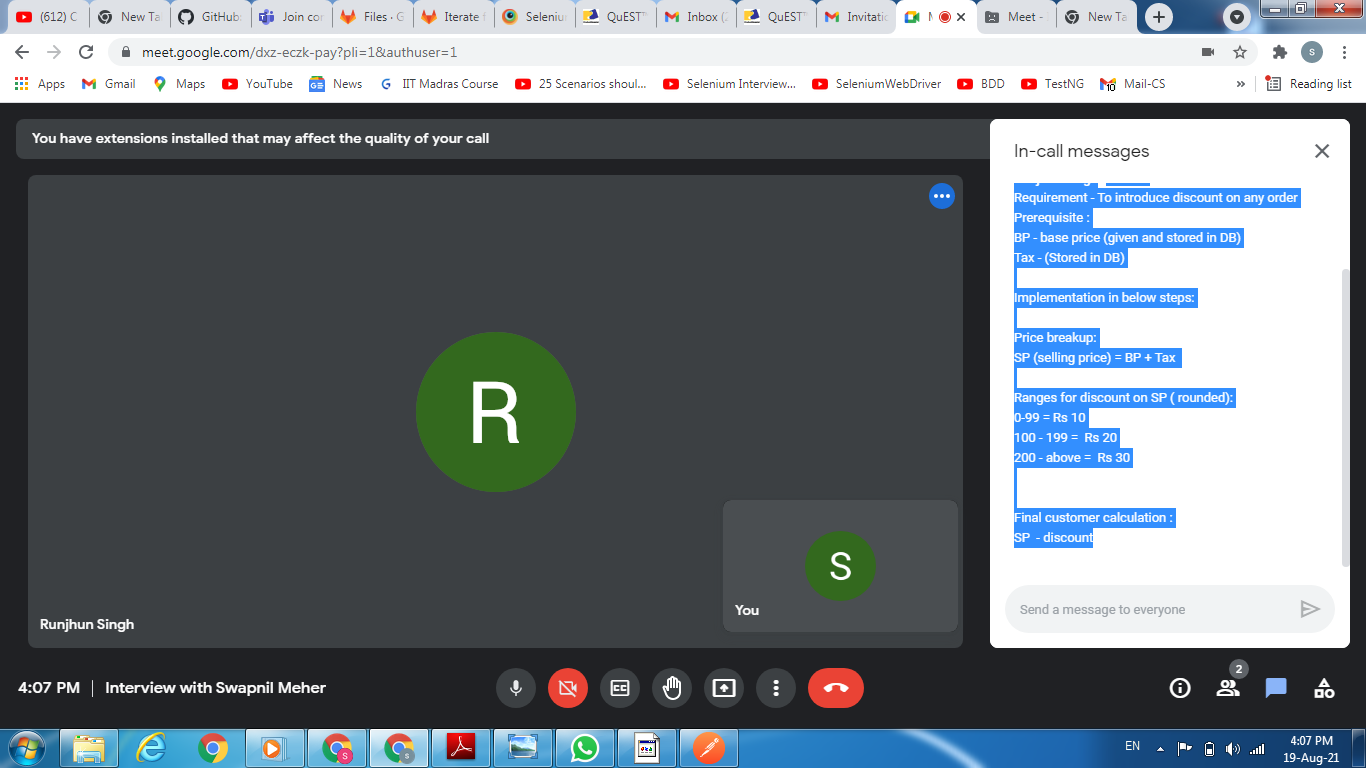 (612) C
New Ta
GitHub:
Join cor
Files · G
Iterate f
Seleniu
QuEST™
Inbox (2
QuEST™
Invitatio
Meet -
New Ta
meet.google.com/dxz-eczk-pay?pli=1&authuser=1
S
Apps
Gmail
Maps
YouTube
News
IIT Madras Course
25 Scenarios shoul...
Selenium Interview...
SeleniumWebDriver
BDD
TestNG
10 Mail-CS
»
Reading list
You have extensions installed that may affect the quality of your call
In-call messages
Requirement - To introduce discount on any order
Prerequisite :
BP - base price (given and stored in DB)
Tax - (Stored in DB)
Implementation in below steps:
Price breakup:
SP (selling price) = BP + Tax
Ranges for discount on SP ( rounded):
0-99 = Rs 10
100 - 199 = Rs 20
200 - above = Rs 30
Final customer calculation :
SP - discount
R
S
You
Runjhun Singh
Send a message to everyone
4:07 PM | Interview with Swapnil Meher
CC
2
EN
4:07 PM
19-Aug-21